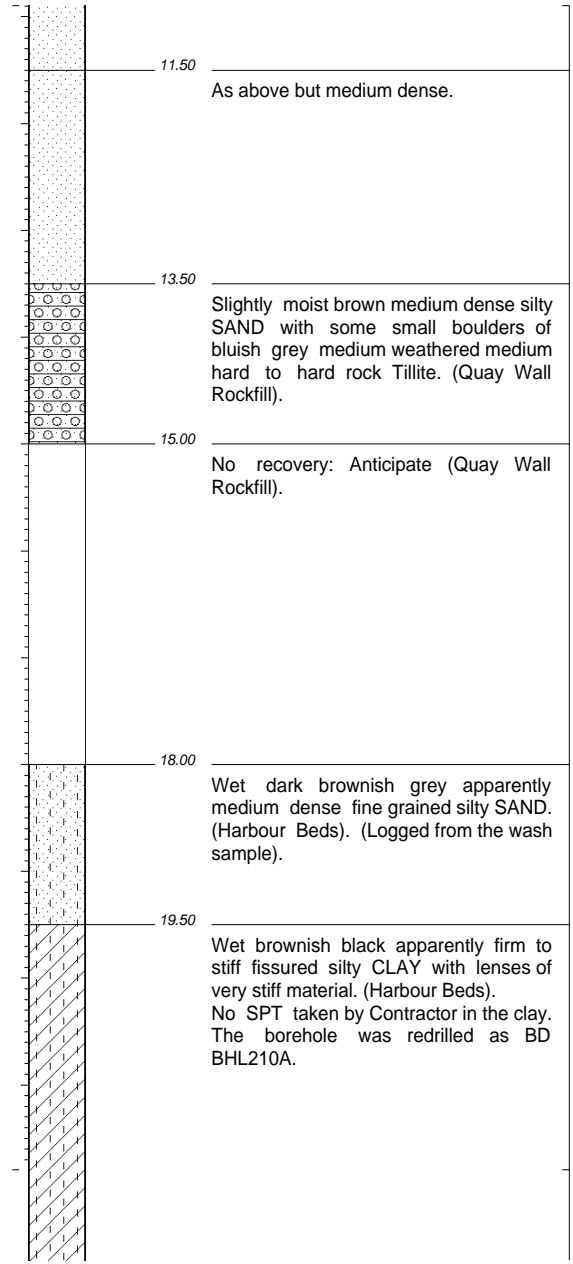 11.50
As above but medium dense.
13.50
Slightly moist brown medium dense silty
SAND with some small boulders of
bluish grey medium weathered medium
hard to hard rock Tillite. (Quay Wall
Rockfill).
15.00
No recovery: Anticipate (Quay Wall
Rockfill).
18.00
Wet dark brownish grey apparently
medium dense fine grained silty SAND.
(Harbour Beds). (Logged from the wash
sample).
19.50
Wet brownish black apparently firm to
stiff fissured silty CLAY with lenses of
very stiff material. (Harbour Beds).
No SPT taken by Contractor in the clay.
The borehole was redrilled as BD
BHL210A.